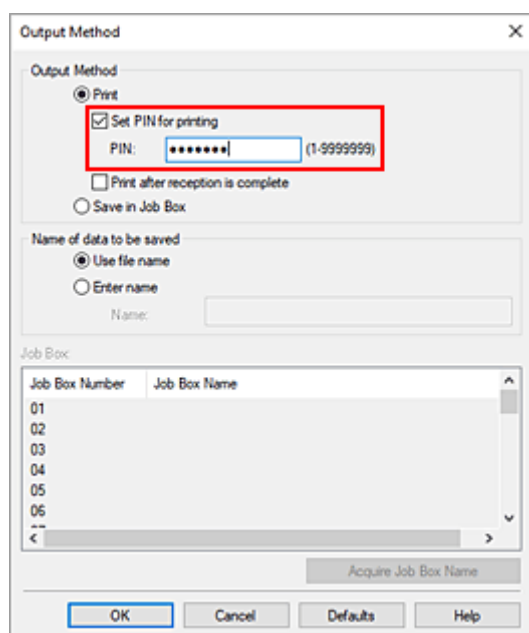 Output Method
Output Method
Print
Set PIN for printing
PIN: ●●●●●●● (1-9999999)
Print after reception is complete
Save in Job Box
Name of data to be saved
Use file name
Enter name
Name:
Job Box:
Job Box Number Job Box Name
01
02
03
04
05
06
Acquire Job Box Name
OK Cancel Defaults Help